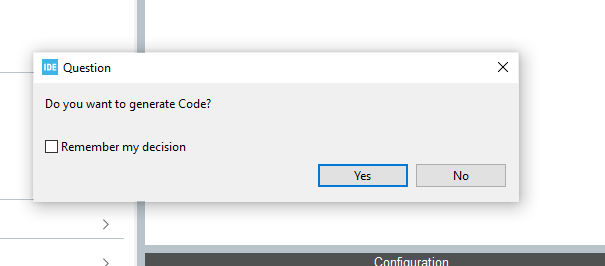 IDE Question
Do you want to generate Code?
Remember my decision
Yes No
Configuration